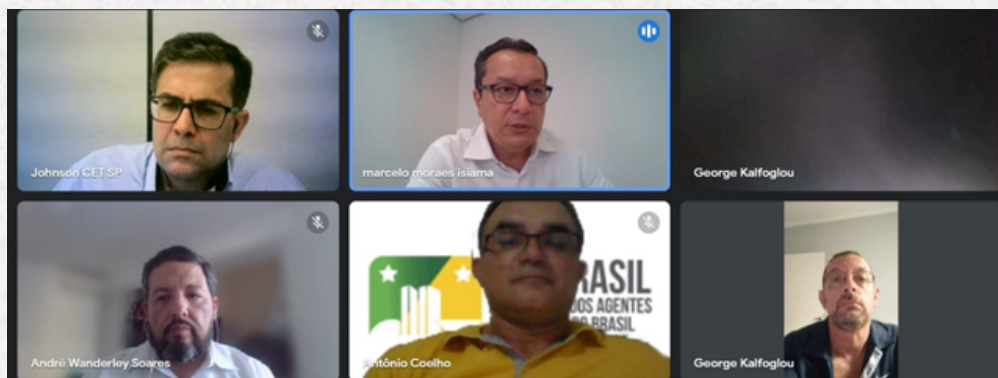 Johnson CET SP
marcelo moraes isiama
George Kalfoglou
RASIL
DOS AGENTES
DO BRASIL
André Wanderley Soares
Antônio Coelho
George Kalfoglou